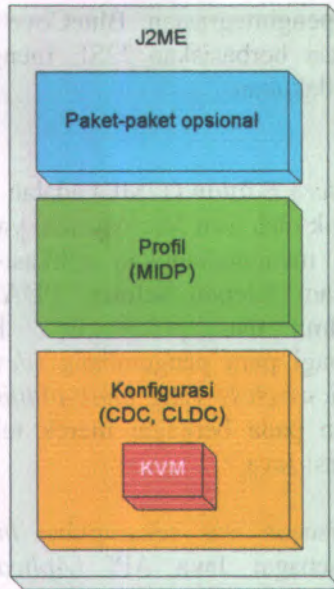 J2ME
Paket-paket opsional
Profil
(MIDP)
Konfigurasi
(CDC, CLDC)
KVM